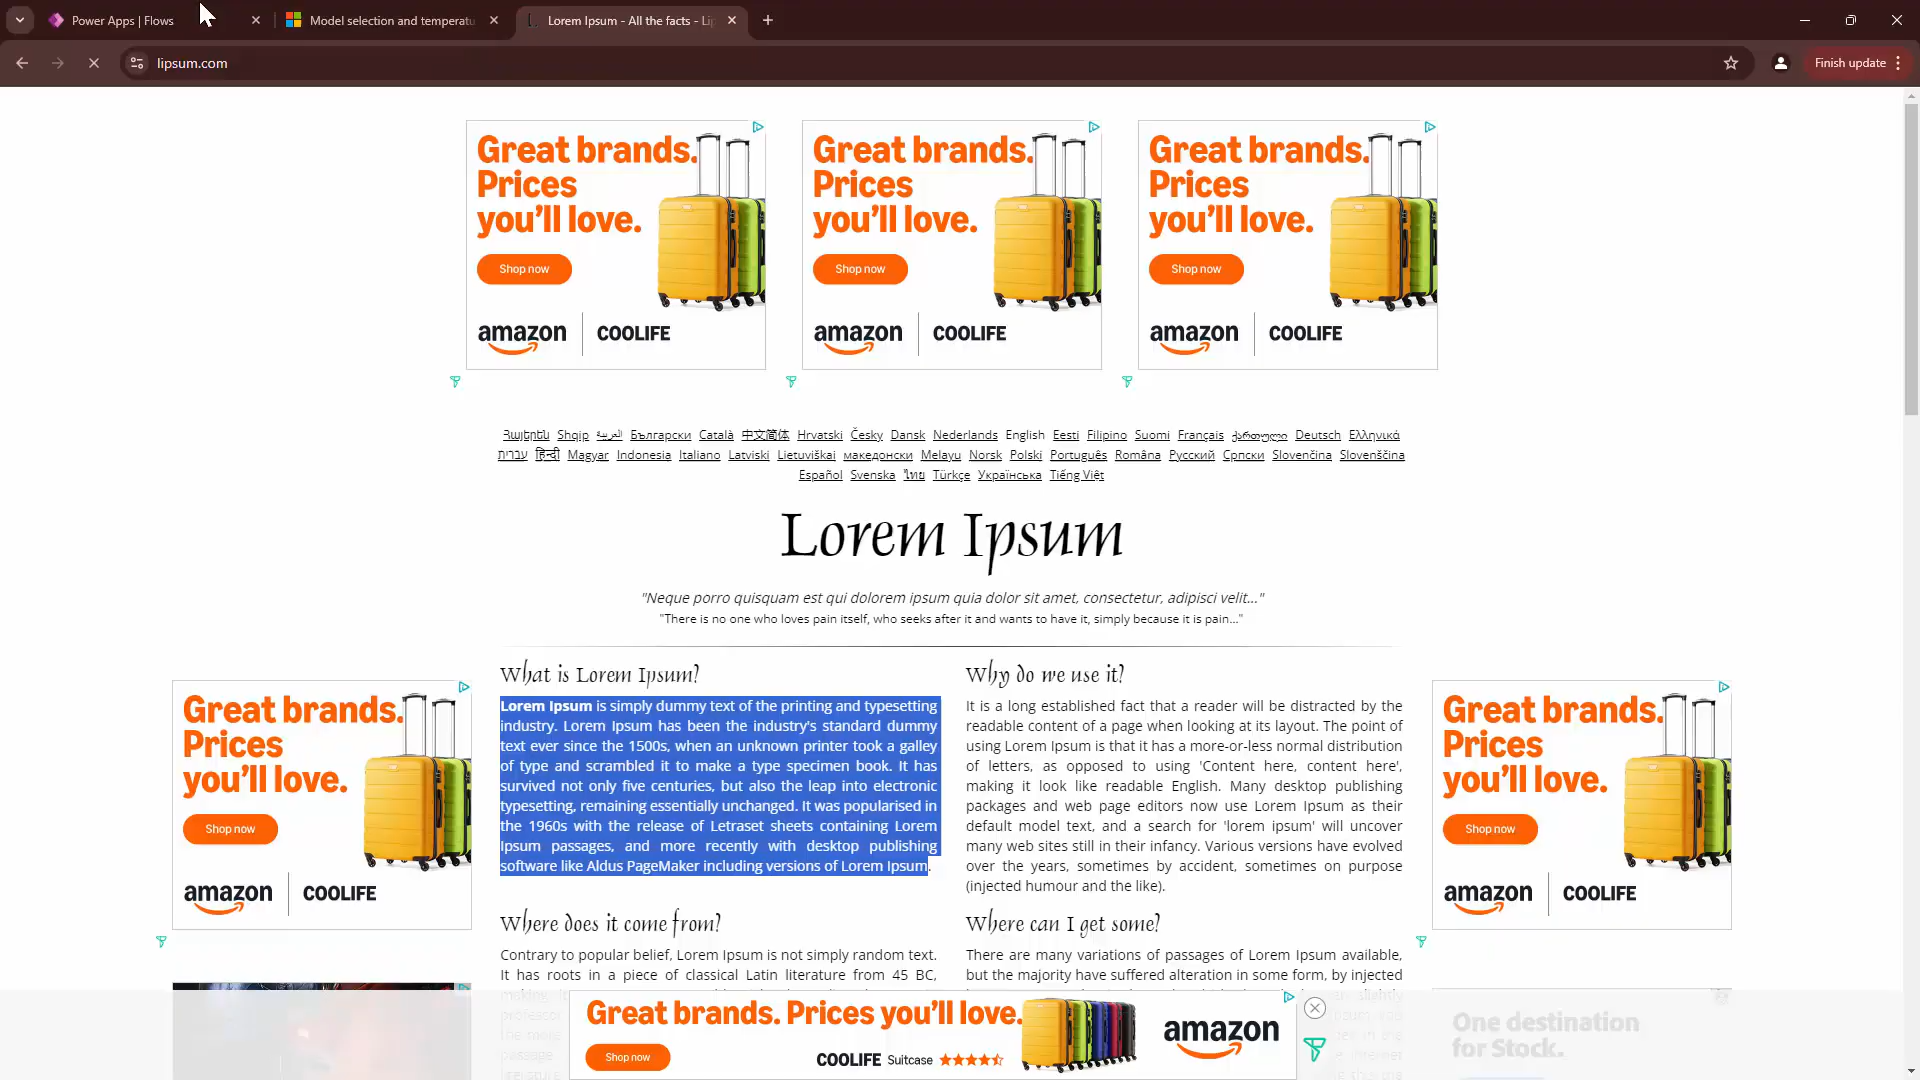 Power Apps | Flows
Model selection and temperatu
Lorem Ipsum - All the facts - Li
lipsum.com
Finish update
Great brands.
Prices
you'll love.
Shop now
amazon
COOLIFE
Great brands.
Prices
you'll love.
Shop now
amazon
COOLIFE
Great brands.
Prices
you'll love.
Shop now
amazon
COOLIFE
Հայերեն Shqip العربية Български Català 中文简体 Hrvatski Česky Dansk Nederlands English Eesti Filipino Suomi Français ქართული Deutsch Ελληνικά
עברית हिन्दी Magyar Indonesia Italiano Latviski Lietuviškai македонски Melayu Norsk Polski Português Româna Русский Српски Slovenčina Slovenščina
Español Svenska ไทย Türkçe Українська Tiếng Việt
Lorem Ipsum
"Neque porro quisquam est qui dolorem ipsum quia dolor sit amet, consectetur, adipisci velit..."
"There is no one who loves pain itself, who seeks after it and wants to have it, simply because it is pain..."
What is Lorem Ipsum?
Lorem Ipsum is simply dummy text of the printing and typesetting
industry. Lorem Ipsum has been the industry's standard dummy
text ever since the 1500s, when an unknown printer took a galley
of type and scrambled it to make a type specimen book. It has
survived not only five centuries, but also the leap into electronic
typesetting, remaining essentially unchanged. It was popularised in
the 1960s with the release of Letraset sheets containing Lorem
Ipsum passages, and more recently with desktop publishing
software like Aldus PageMaker including versions of Lorem Ipsum.
Why do we use it?
It is a long established fact that a reader will be distracted by the
readable content of a page when looking at its layout. The point of
using Lorem Ipsum is that it has a more-or-less normal distribution
of letters, as opposed to using 'Content here, content here',
making it look like readable English. Many desktop publishing
packages and web page editors now use Lorem Ipsum as their
default model text, and a search for 'lorem ipsum' will uncover
many web sites still in their infancy. Various versions have evolved
over the years, sometimes by accident, sometimes on purpose
(injected humour and the like).
Great brands.
Prices
you'll love.
Shop now
amazon
COOLIFE
Great brands.
Prices
you'll love.
Shop now
amazon
COOLIFE
Where does it come from?
Contrary to popular belief, Lorem Ipsum is not simply random text.
It has roots in a piece of classical Latin literature from 45 BC,
Where can I get some?
There are many variations of passages of Lorem Ipsum available,
but the majority have suffered alteration in some form, by injected
Great brands. Prices you'll love.
Shop now
COOLIFE Suitcase
amazon
One destination
for Stock.